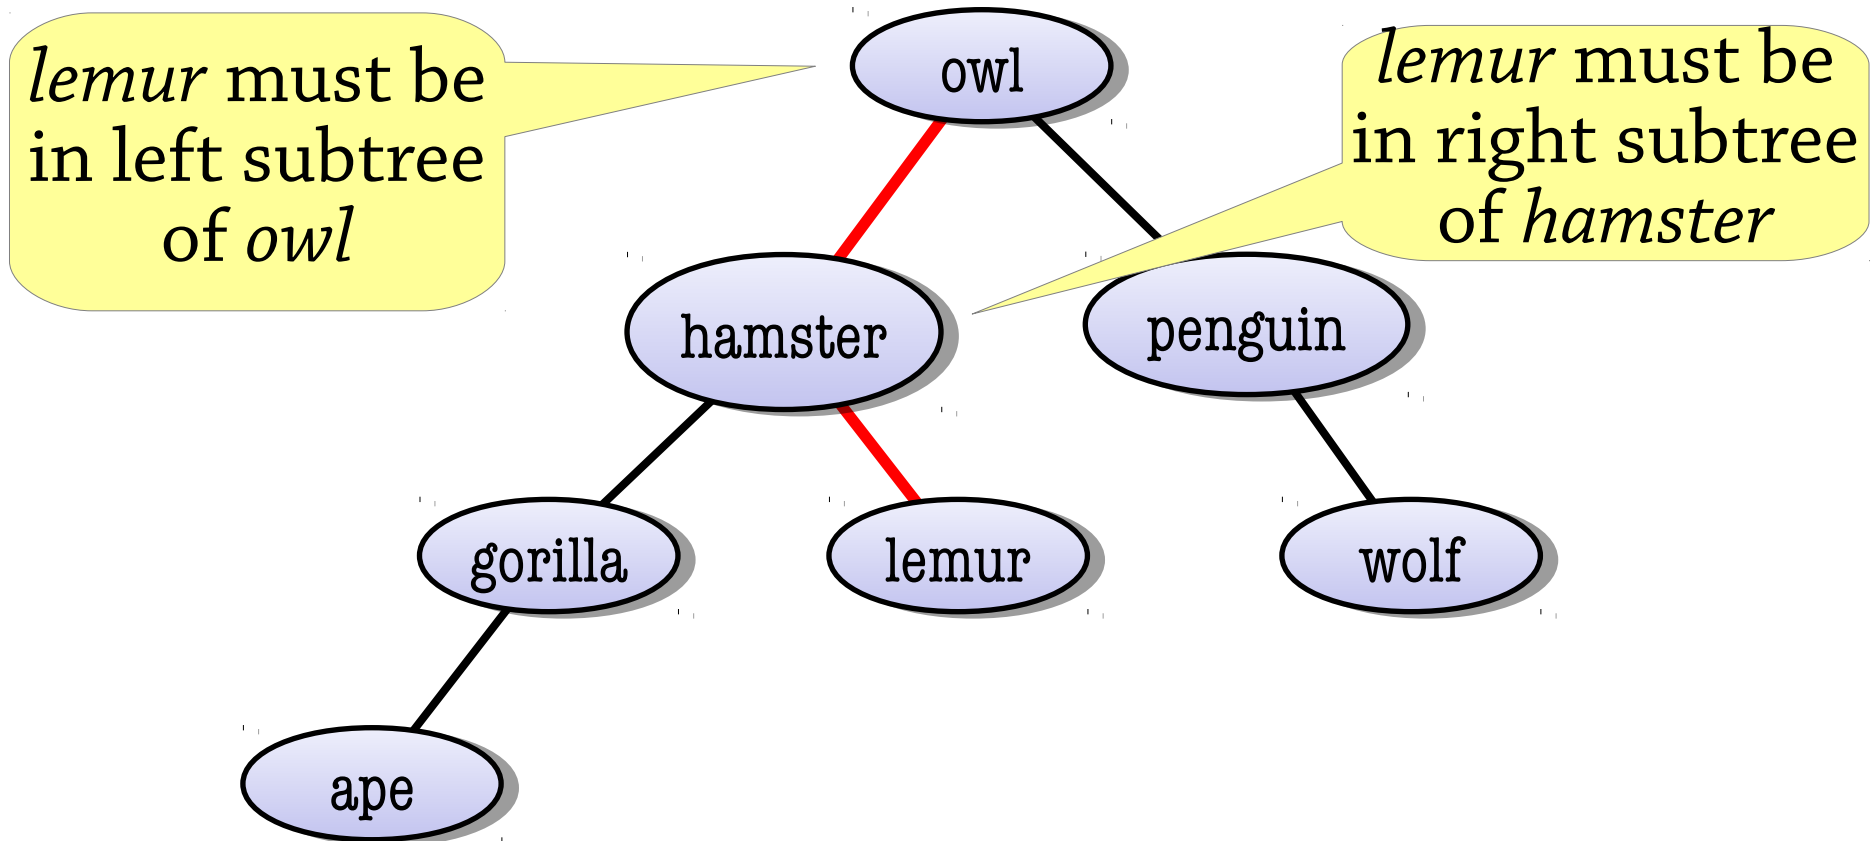 lemur must be
in left subtree
of owl
owl
lemur must be
in right subtree
of hamster
hamster
penguin
gorilla
lemur
wolf
ape